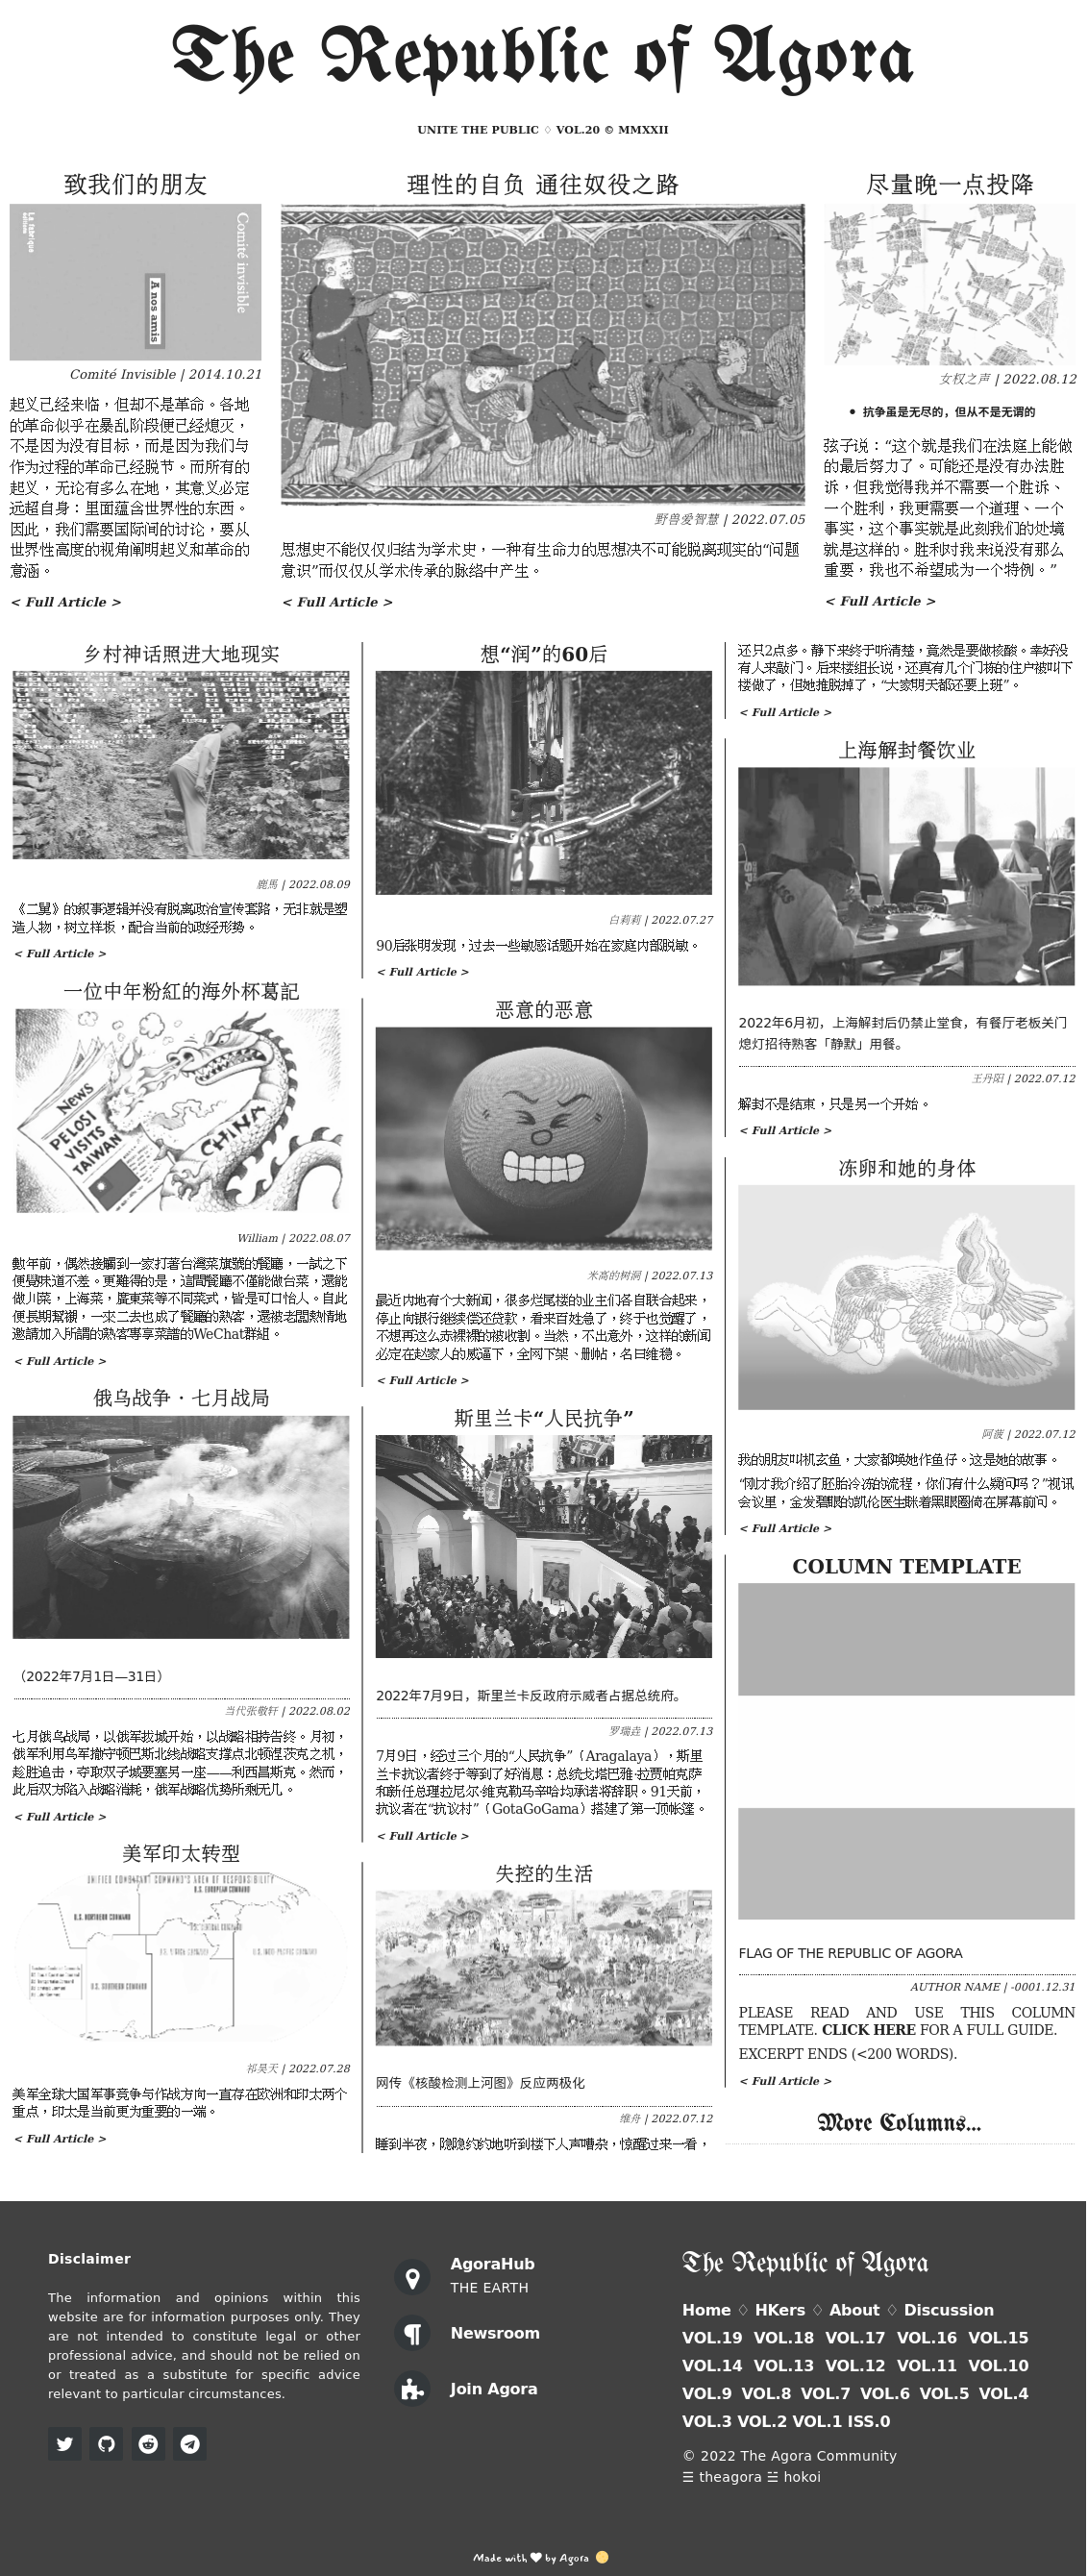 The Republic of Agora
UNITE THE PUBLIC ♢ VOL.20 © MMXXII
致我们的朋友
La fabrique
éditions
Comité invisible
À nos amis
Comité Invisible | 2014.10.21
起义已经来临，但却不是革命。各地
的革命似乎在暴乱阶段便已经熄灭，
不是因为没有目标，而是因为我们与
作为过程的革命已经脱节。而所有的
起义，无论有多么在地，其意义必定
远超自身：里面蕴含世界性的东西。
因此，我们需要国际间的讨论，要从
世界性高度的视角阐明起义和革命的
意涵。
< Full Article >
理性的自负 通往奴役之路
野兽爱智慧 | 2022.07.05
思想史不能仅仅归结为学术史，一种有生命力的思想决不可能脱离现实的“问题
意识”而仅仅从学术传承的脉络中产生。
< Full Article >
尽量晚一点投降
女权之声 | 2022.08.12
• 抗争虽是无尽的，但从不是无谓的
弦子说：“这个就是我们在法庭上能做
的最后努力了。可能还是没有办法胜
诉，但我觉得我并不需要一个胜诉、
一个胜利，我更需要一个道理、一个
事实，这个事实就是此刻我们的处境
就是这样的。胜利对我来说没有那么
重要，我也不希望成为一个特例。”
< Full Article >
乡村神话照进大地现实
鹿馬 | 2022.08.09
《二舅》的叙事逻辑并没有脱离政治宣传套路，无非就是塑
造人物，树立样板，配合当前的政经形势。
< Full Article >
一位中年粉紅的海外杯葛記
News
PELOSI
VISITS
TAIWAN
CHINA
William | 2022.08.07
數年前，偶然接觸到一家打著台灣菜旗號的餐廳，一試之下
便覺味道不差。更難得的是，這間餐廳不僅能做台菜，還能
做川菜，上海菜，廣東菜等不同菜式，皆是可口怡人。自此
便長期幫襯，一來二去也成了餐廳的熟客，還被老闆熱情地
邀請加入所謂的熟客專享菜譜的WeChat群組。
< Full Article >
俄乌战争 · 七月战局
（2022年7月1日—31日）
当代张敬轩 | 2022.08.02
七月俄乌战局，以俄军拔城开始，以战略相持告终。月初，
俄军利用乌军撤守顿巴斯北线战略支撑点北顿涅茨克之机，
趁胜追击，夺取双子城要塞另一座——利西昌斯克。然而，
此后双方陷入战略消耗，俄军战略优势所剩无几。
< Full Article >
美军印太转型
UNIFIED COMBATANT COMMAND'S AREA OF RESPONSIBILITY
U.S. EUROPEAN COMMAND
U.S. NORTHERN COMMAND
U.S. CENTRAL COMMAND
U.S. AFRICA COMMAND
U.S. INDO-PACIFIC COMMAND
U.S. SOUTHERN COMMAND
祁昊天 | 2022.07.28
美军全球大国军事竞争与作战方向一直存在欧洲和印太两个
重点，印太是当前更为重要的一端。
< Full Article >
想“润”的60后
白莉莉 | 2022.07.27
90后张明发现，过去一些敏感话题开始在家庭内部脱敏。
< Full Article >
恶意的恶意
米高的树洞 | 2022.07.13
最近内地有个大新闻，很多烂尾楼的业主们各自联合起来，
停止向银行继续偿还贷款，看来百姓急了，终于也觉醒了，
不想再这么赤裸裸的被收割。当然，不出意外，这样的新闻
必定在赵家人的威逼下，全网下架、删帖，名曰维稳。
< Full Article >
斯里兰卡“人民抗争”
2022年7月9日，斯里兰卡反政府示威者占据总统府。
罗瑞垚 | 2022.07.13
7月9日，经过三个月的“人民抗争”（Aragalaya），斯里
兰卡抗议者终于等到了好消息：总统戈塔巴雅·拉贾帕克萨
和新任总理拉尼尔·维克勒马辛哈均承诺将辞职。91天前，
抗议者在“抗议村”（GotaGoGama）搭建了第一顶帐篷。
< Full Article >
失控的生活
网传《核酸检测上河图》反应两极化
维舟 | 2022.07.12
睡到半夜，隐隐约约地听到楼下人声嘈杂，惊醒过来一看，
还只2点多。静下来终于听清楚，竟然是要做核酸。幸好没
有人来敲门。后来楼组长说，还真有几个门栋的住户被叫下
楼做了，但她推脱掉了，“大家明天都还要上班”。
< Full Article >
上海解封餐饮业
2022年6月初，上海解封后仍禁止堂食，有餐厅老板关门
熄灯招待熟客「静默」用餐。
王丹阳 | 2022.07.12
解封不是结束，只是另一个开始。
< Full Article >
冻卵和她的身体
阿菠 | 2022.07.12
我的朋友叫机玄鱼，大家都唤她作鱼仔。这是她的故事。
“刚才我介绍了胚胎冷冻的流程，你们有什么疑问吗？”视讯
会议里，金发碧眼的凯伦医生眯着黑眼圈倚在屏幕前问。
< Full Article >
COLUMN TEMPLATE
FLAG OF THE REPUBLIC OF AGORA
AUTHOR NAME | -0001.12.31
PLEASE READ AND USE THIS COLUMN
TEMPLATE. CLICK HERE FOR A FULL GUIDE.
EXCERPT ENDS (<200 WORDS).
< Full Article >
More Columns...
Disclaimer
The information and opinions within this
website are for information purposes only. They
are not intended to constitute legal or other
professional advice, and should not be relied on
or treated as a substitute for specific advice
relevant to particular circumstances.
AgoraHub
THE EARTH
Newsroom
Join Agora
The Republic of Agora
Home ♢ HKers ♢ About ♢ Discussion
VOL.19 VOL.18 VOL.17 VOL.16 VOL.15
VOL.14 VOL.13 VOL.12 VOL.11 VOL.10
VOL.9 VOL.8 VOL.7 VOL.6 VOL.5 VOL.4
VOL.3 VOL.2 VOL.1 ISS.0
© 2022 The Agora Community
☰ theagora ☱ hokoi
Made with ♥ by Agora